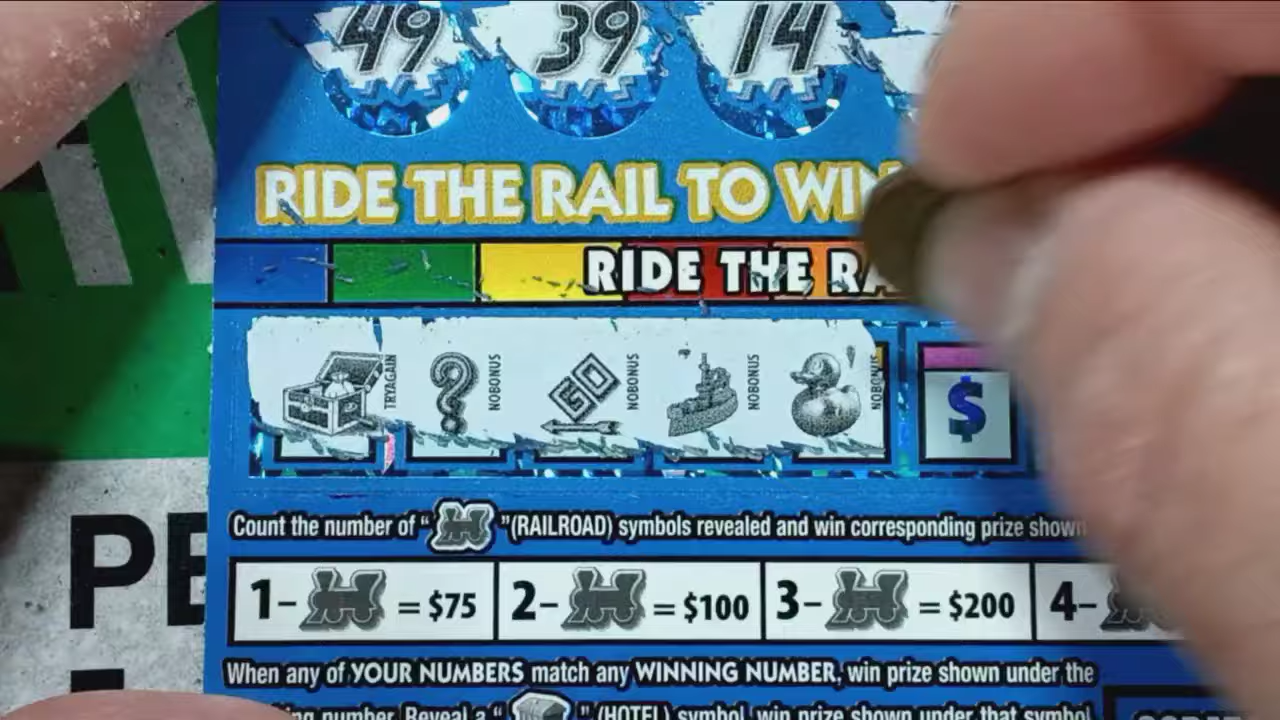 49 39 14
RIDE THE RAIL TO WIN
RIDE THE RA
TRYAGAIN NOBONUS GO NOBONUS NOBONUS NOBONUS $
Count the number of " " (RAILROAD) symbols revealed and win corresponding prize shown
1- = $75 2- = $100 3- = $200 4-
When any of YOUR NUMBERS match any WINNING NUMBER, win prize shown under the
number. Reveal a " " (HOTEL) symbol, win prize shown under that symbol
PE